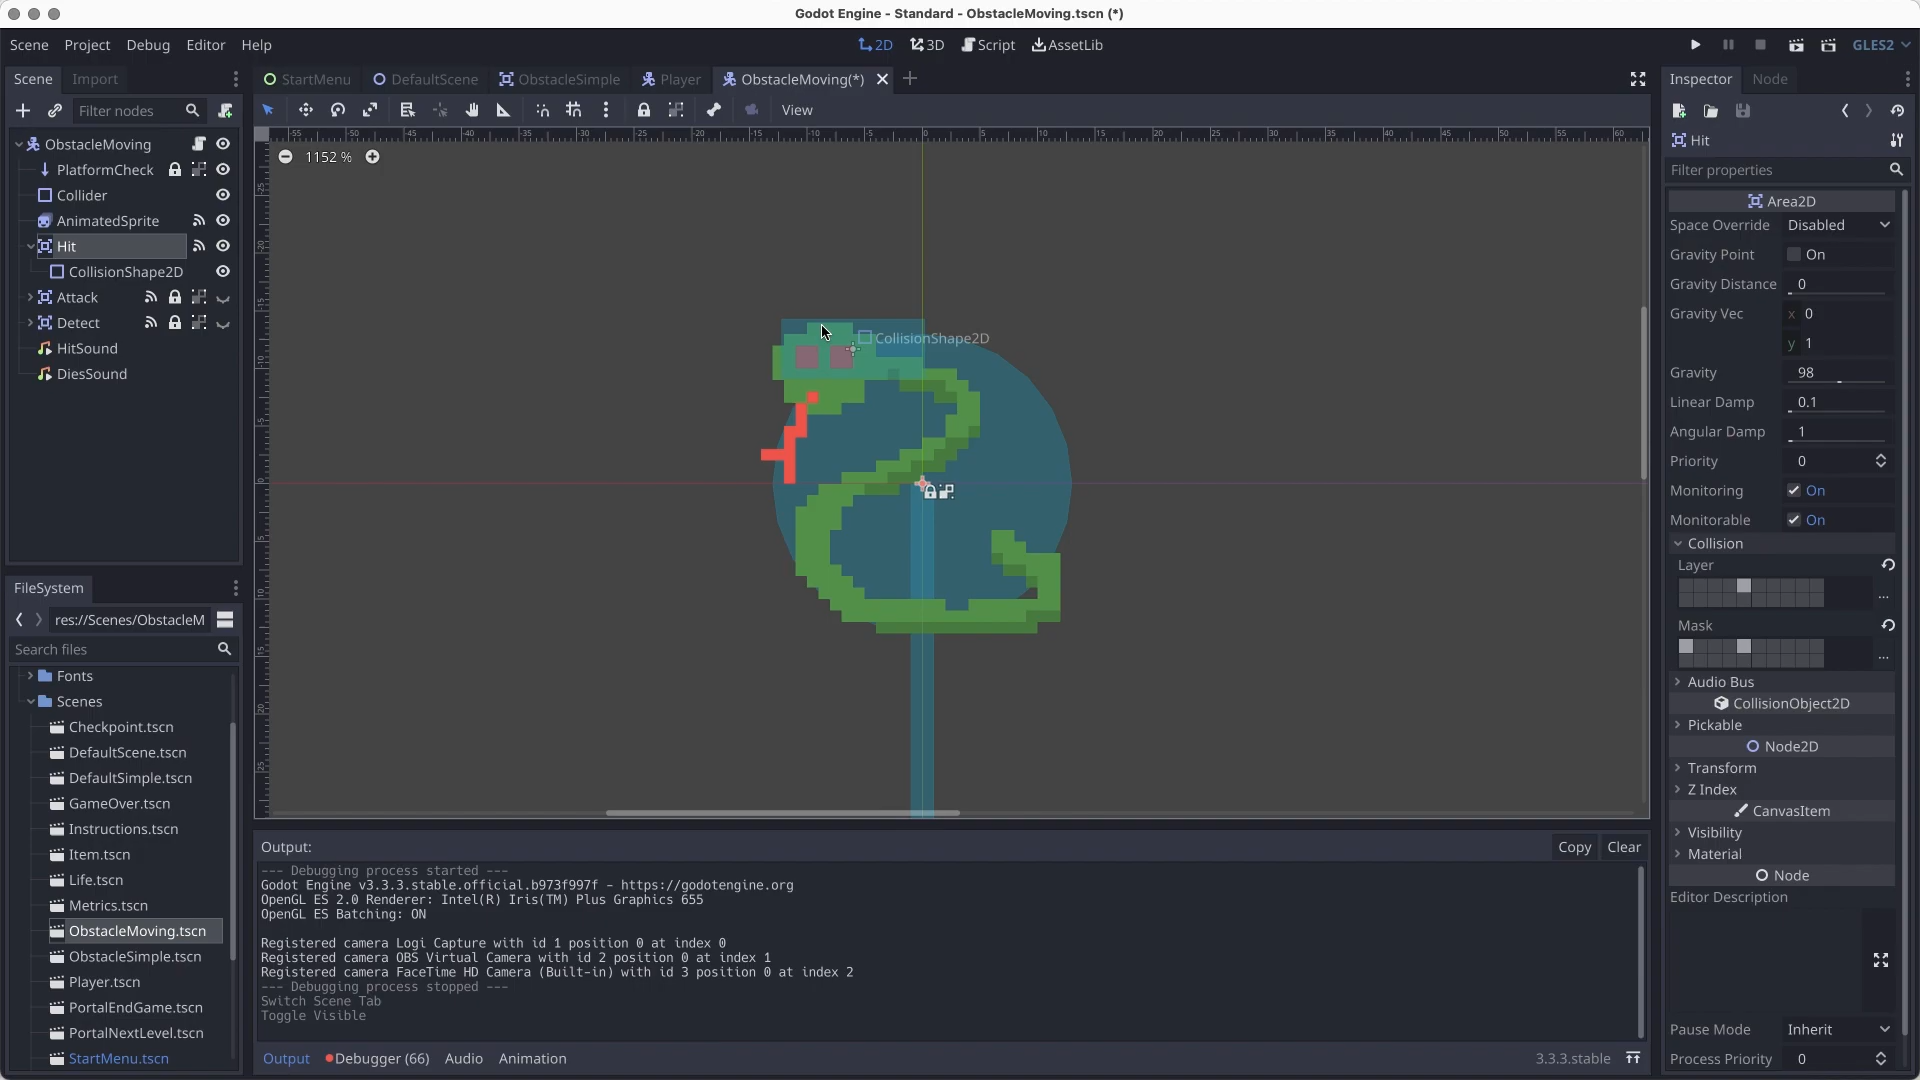 Godot Engine - Standard - ObstacleMoving.tscn (*)
Scene Project Debug Editor Help
2D 3D Script AssetLib
GLES2
Scene Import
StartMenu DefaultScene ObstacleSimple Player ObstacleMoving(*)
Inspector Node
Filter nodes
View
ObstacleMoving
PlatformCheck
Collider
AnimatedSprite
Hit
CollisionShape2D
Attack
Detect
HitSound
DiesSound
1152 %
CollisionShape2D
FileSystem
res://Scenes/ObstacleM
Search files
Fonts
Scenes
Checkpoint.tscn
DefaultScene.tscn
DefaultSimple.tscn
GameOver.tscn
Instructions.tscn
Item.tscn
Life.tscn
Metrics.tscn
ObstacleMoving.tscn
ObstacleSimple.tscn
Player.tscn
PortalEndGame.tscn
PortalNextLevel.tscn
StartMenu.tscn
Output:
Copy Clear
--- Debugging process started ---
Godot Engine v3.3.3.stable.official.b973f997f - https://godotengine.org
OpenGL ES 2.0 Renderer: Intel(R) Iris(TM) Plus Graphics 655
OpenGL ES Batching: ON
Registered camera Logi Capture with id 1 position 0 at index 0
Registered camera OBS Virtual Camera with id 2 position 0 at index 1
Registered camera FaceTime HD Camera (Built-in) with id 3 position 0 at index 2
--- Debugging process stopped ---
Switch Scene Tab
Toggle Visible
Output Debugger (66) Audio Animation
3.3.3.stable
Hit
Filter properties
Area2D
Space Override Disabled
Gravity Point On
Gravity Distance 0
Gravity Vec x 0
y 1
Gravity 98
Linear Damp 0.1
Angular Damp 1
Priority 0
Monitoring On
Monitorable On
Collision
Layer
...
Mask
...
Audio Bus
CollisionObject2D
Pickable
Node2D
Transform
Z Index
CanvasItem
Visibility
Material
Node
Editor Description
Pause Mode Inherit
Process Priority 0